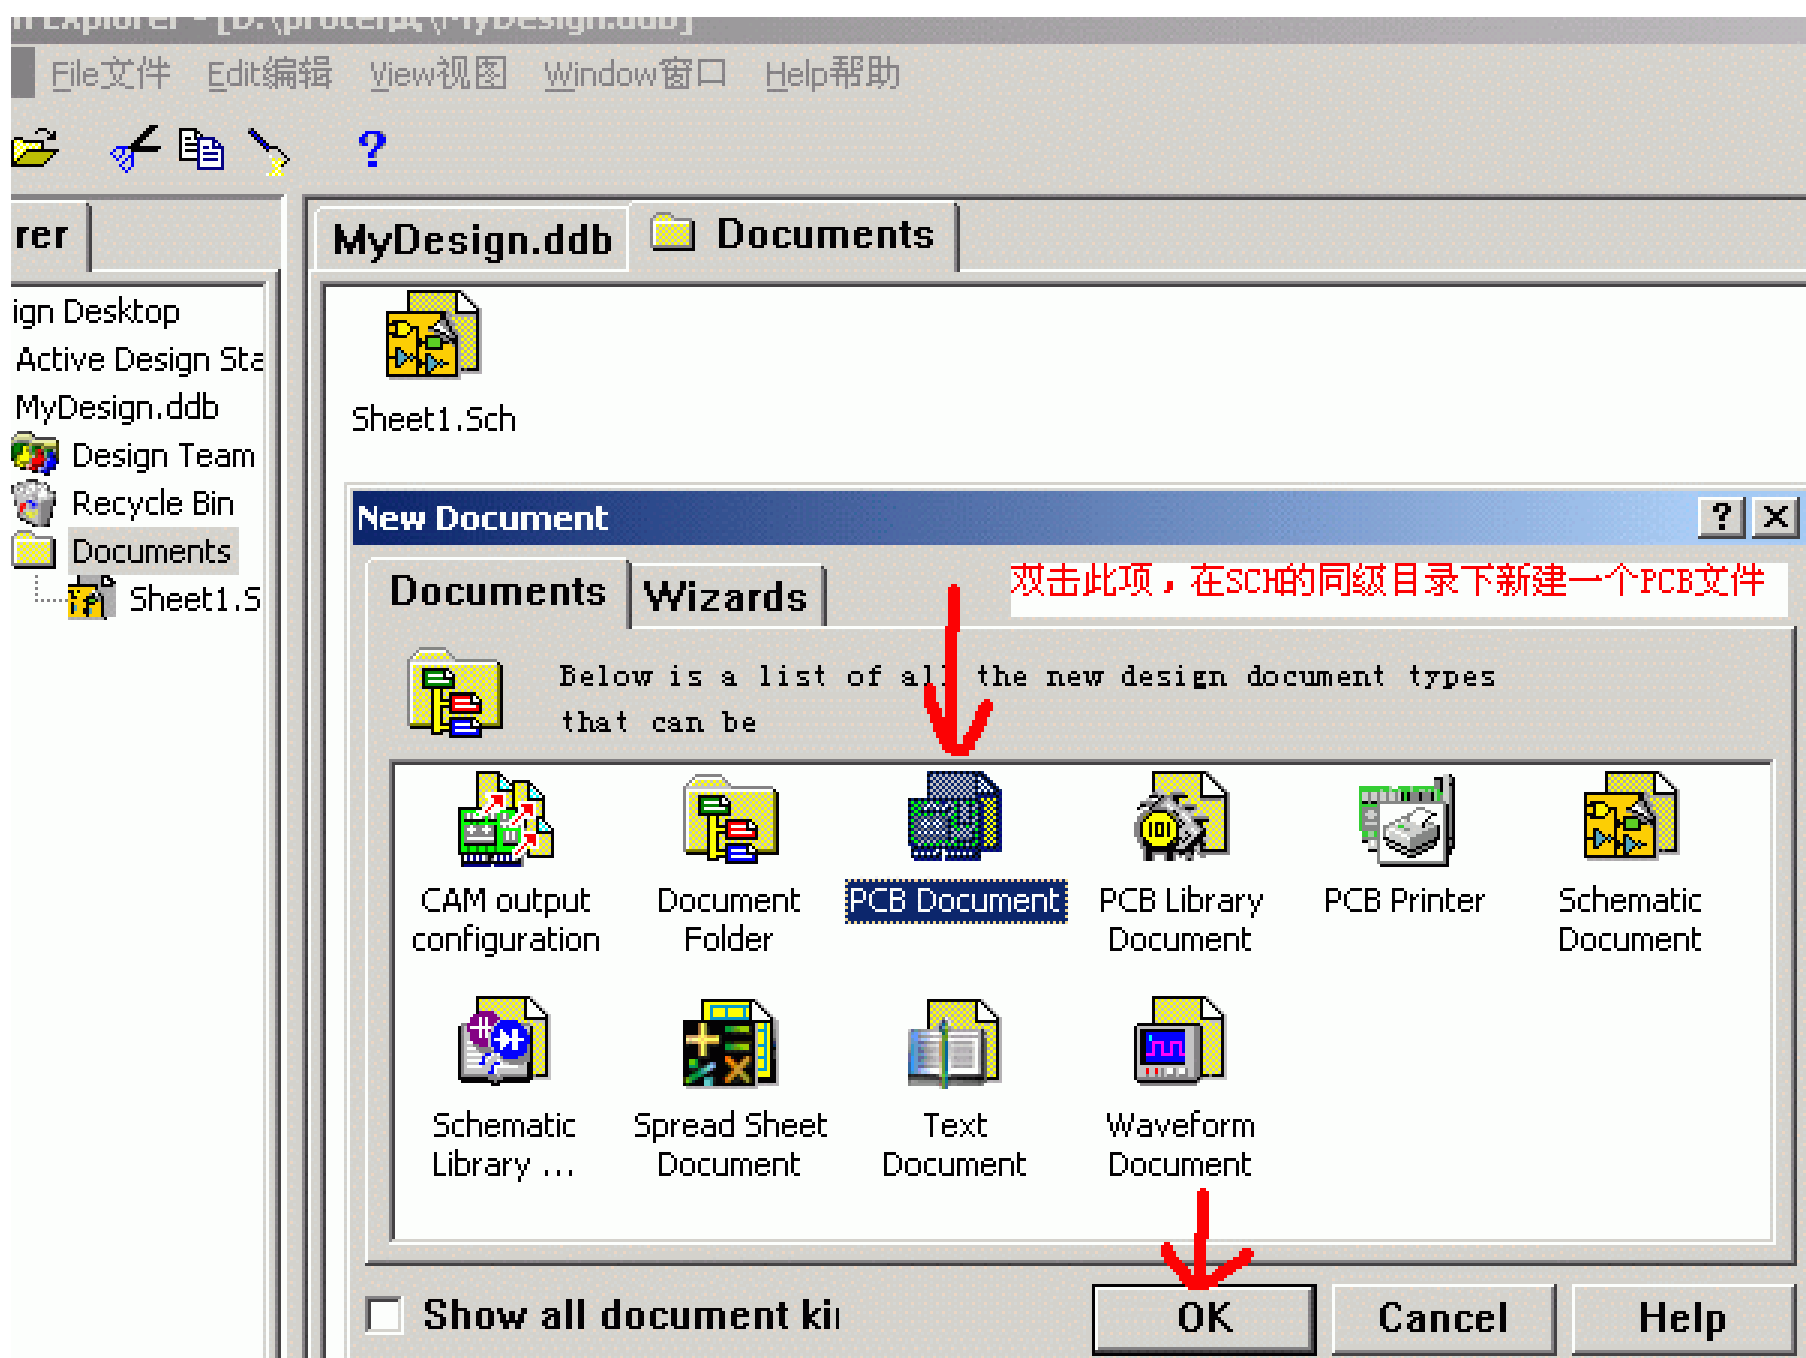 n Explorer - [D:\protel\MyDesign.ddb]
File文件 Edit编辑 View视图 Window窗口 Help帮助
rer
MyDesign.ddb Documents
ign Desktop
Active Design Sta
MyDesign.ddb
Design Team
Recycle Bin
Documents
Sheet1.S
Sheet1.Sch
New Document
Documents Wizards
双击此项，在SCH的同级目录下新建一个PCB文件
Below is a list of all the new design document types
that can be
CAM output
configuration
Document
Folder
PCB Document
PCB Library
Document
PCB Printer
Schematic
Document
Schematic
Library ...
Spread Sheet
Document
Text
Document
Waveform
Document
Show all document ki
OK Cancel Help